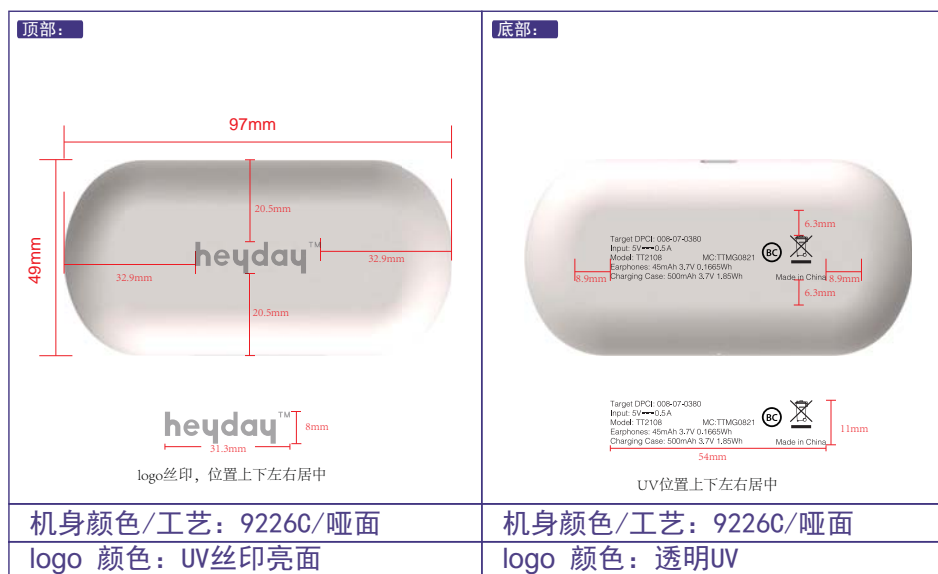 顶部：
97mm
49mm
20.5mm
heyday™
32.9mm
32.9mm
20.5mm
heyday™
8mm
31.3mm
logo丝印，位置上下左右居中
机身颜色/工艺：9226C/哑面
logo 颜色：UV丝印亮面
底部：
6.3mm
Target DPCI: 008-07-0380
Input: 5V⎓0.5A
Model: TT2108 MC:TTMG0821
Earphones: 45mAh 3.7V 0.1665Wh
Charging Case: 500mAh 3.7V 1.85Wh
BC
Made in China
8.9mm
8.9mm
6.3mm
Target DPCI: 008-07-0380
Input: 5V⎓0.5A
Model: TT2108 MC:TTMG0821
Earphones: 45mAh 3.7V 0.1665Wh
Charging Case: 500mAh 3.7V 1.85Wh
BC
Made in China
11mm
54mm
UV位置上下左右居中
机身颜色/工艺：9226C/哑面
logo 颜色：透明UV